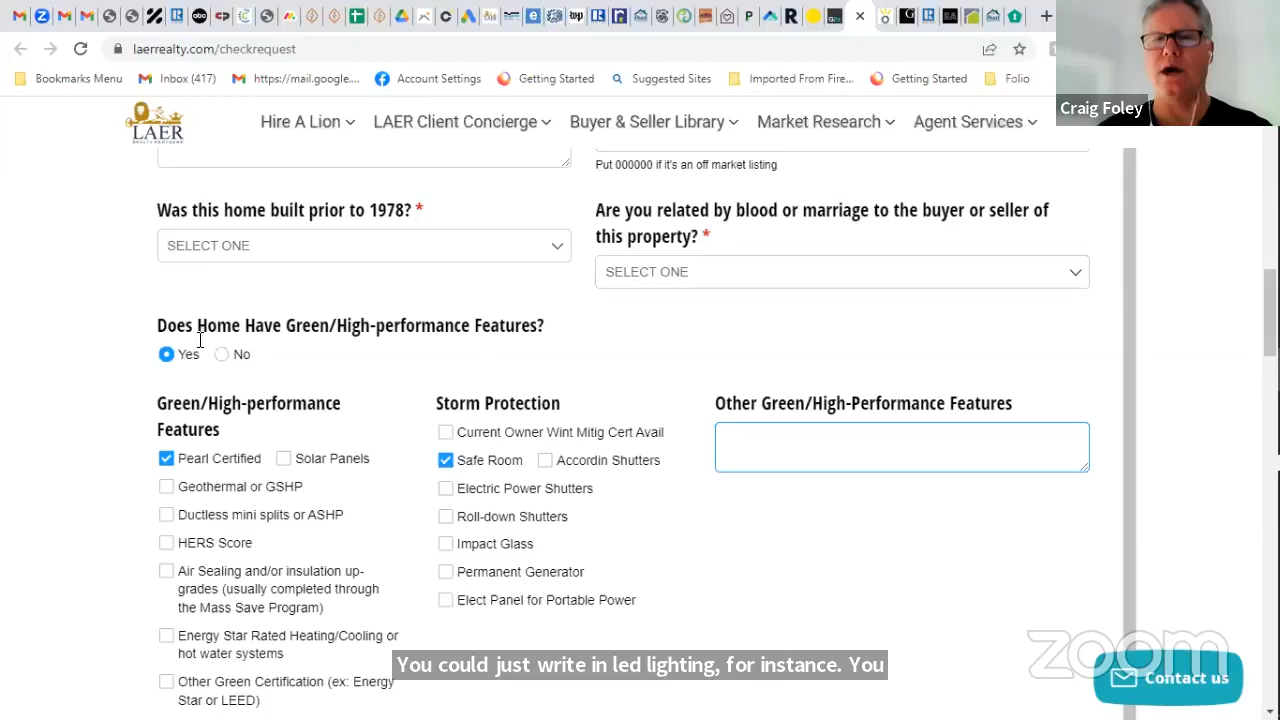 abo
top
laerrealty.com/checkrequest
Bookmarks Menu
Inbox (417)
https://mail.google....
Account Settings
Getting Started
Suggested Sites
Imported From Fire...
Getting Started
Folio
Craig Foley
LAER
Hire A Lion
LAER Client Concierge
Buyer & Seller Library
Market Research
Agent Services
Put 000000 if it's an off market listing
Was this home built prior to 1978? *
SELECT ONE
Are you related by blood or marriage to the buyer or seller of
this property? *
SELECT ONE
Does Home Have Green/High-performance Features?
Yes
No
Green/High-performance
Features
Pearl Certified
Solar Panels
Geothermal or GSHP
Ductless mini splits or ASHP
HERS Score
Air Sealing and/or insulation up-
grades (usually completed through
the Mass Save Program)
Energy Star Rated Heating/Cooling or
hot water systems
Other Green Certification (ex: Energy
Star or LEED)
Storm Protection
Current Owner Wint Mitig Cert Avail
Safe Room
Accordin Shutters
Electric Power Shutters
Roll-down Shutters
Impact Glass
Permanent Generator
Elect Panel for Portable Power
Other Green/High-Performance Features
You could just write in led lighting, for instance. You
zoom
Contact us